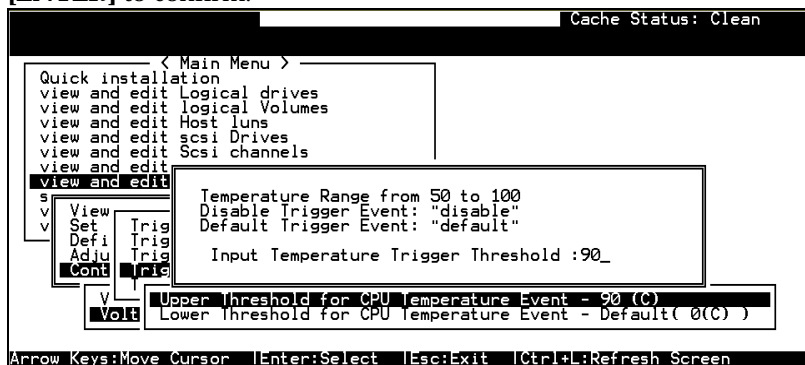 Cache Status: Clean
< Main Menu >
Quick installation
view and edit Logical drives
view and edit logical Volumes
view and edit Host luns
view and edit scsi Drives
view and edit Scsi channels
view and edit
view and edit
s
v View
v Set Trig
Defi Trig
Adju Trig
Cont Trig
Temperature Range from 50 to 100
Disable Trigger Event: "disable"
Default Trigger Event: "default"
Input Temperature Trigger Threshold :90_
V Upper Threshold for CPU Temperature Event - 90 (C)
Volt Lower Threshold for CPU Temperature Event - Default( 0(C) )
Arrow Keys:Move Cursor |Enter:Select |Esc:Exit |Ctrl+L:Refresh Screen